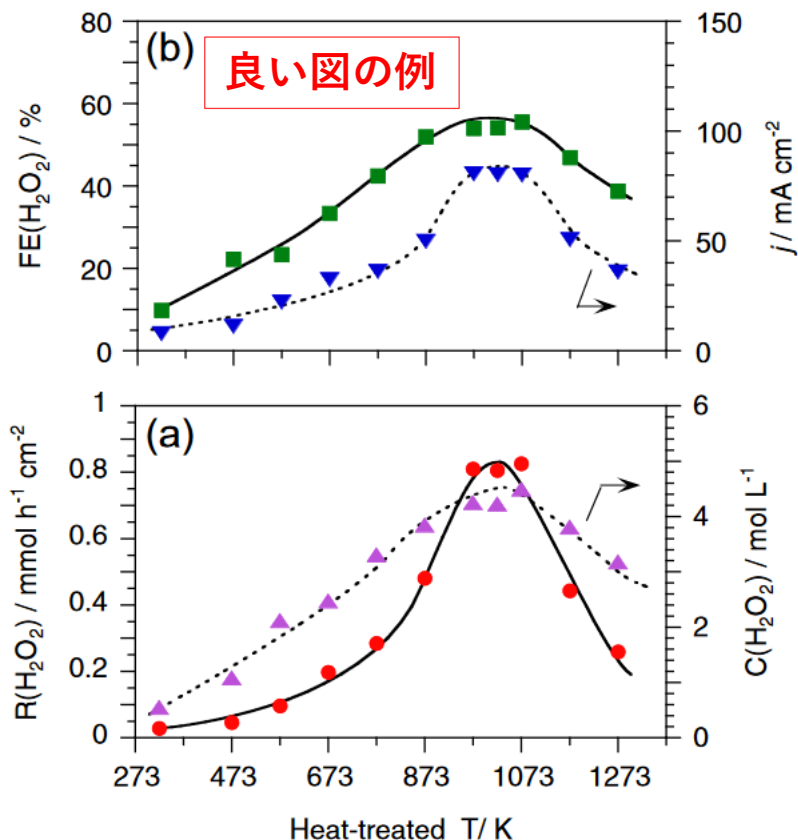 (b)
良い図の例
FE(H₂O₂) / %
80
60
40
20
0
150
100
50
0
j / mA cm⁻²
(a)
R(H₂O₂) / mmol h⁻¹ cm⁻²
1
0.8
0.6
0.4
0.2
0
6
4
2
0
C(H₂O₂) / mol L⁻¹
273 473 673 873 1073 1273
Heat-treated T/ K